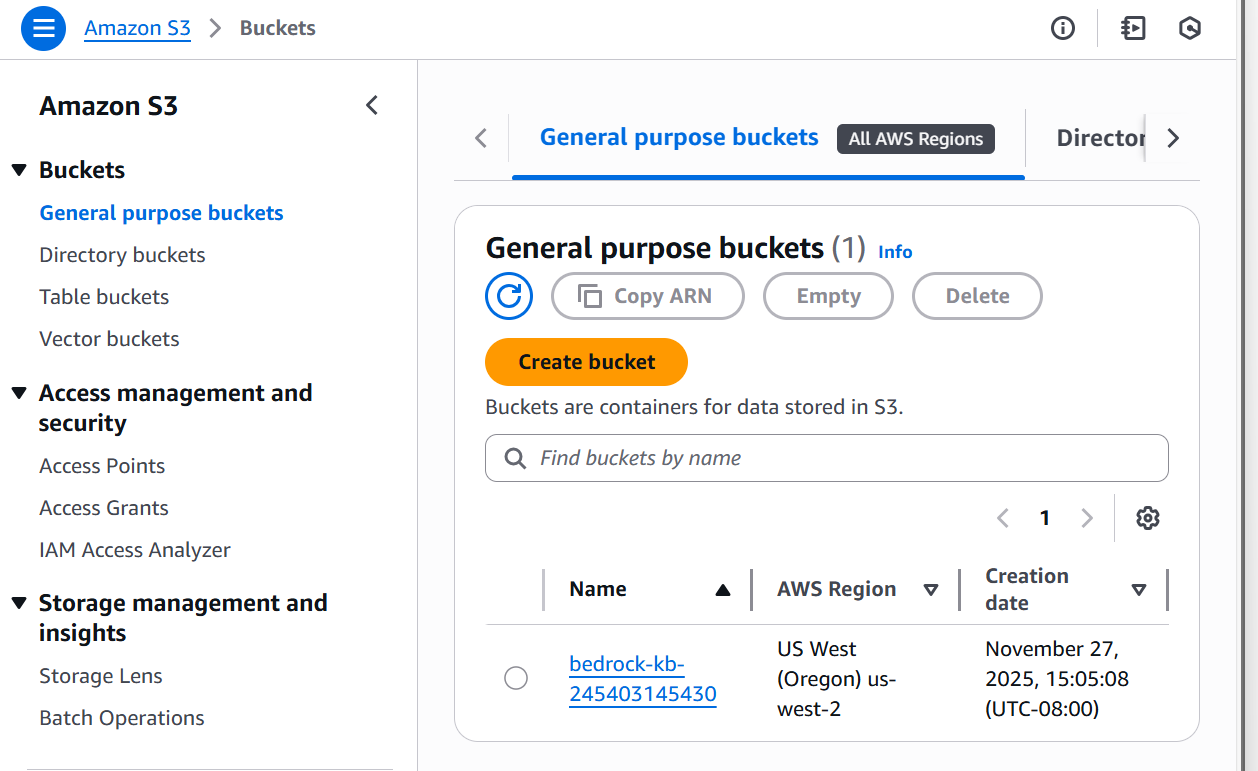 Amazon S3 > Buckets
Amazon S3
Buckets
General purpose buckets
Directory buckets
Table buckets
Vector buckets
Access management and
security
Access Points
Access Grants
IAM Access Analyzer
Storage management and
insights
Storage Lens
Batch Operations
General purpose buckets All AWS Regions Director
General purpose buckets (1) Info
Copy ARN Empty Delete
Create bucket
Buckets are containers for data stored in S3.
Find buckets by name
1
Name AWS Region Creation
date
bedrock-kb-
245403145430
US West
(Oregon) us-
west-2
November 27,
2025, 15:05:08
(UTC-08:00)